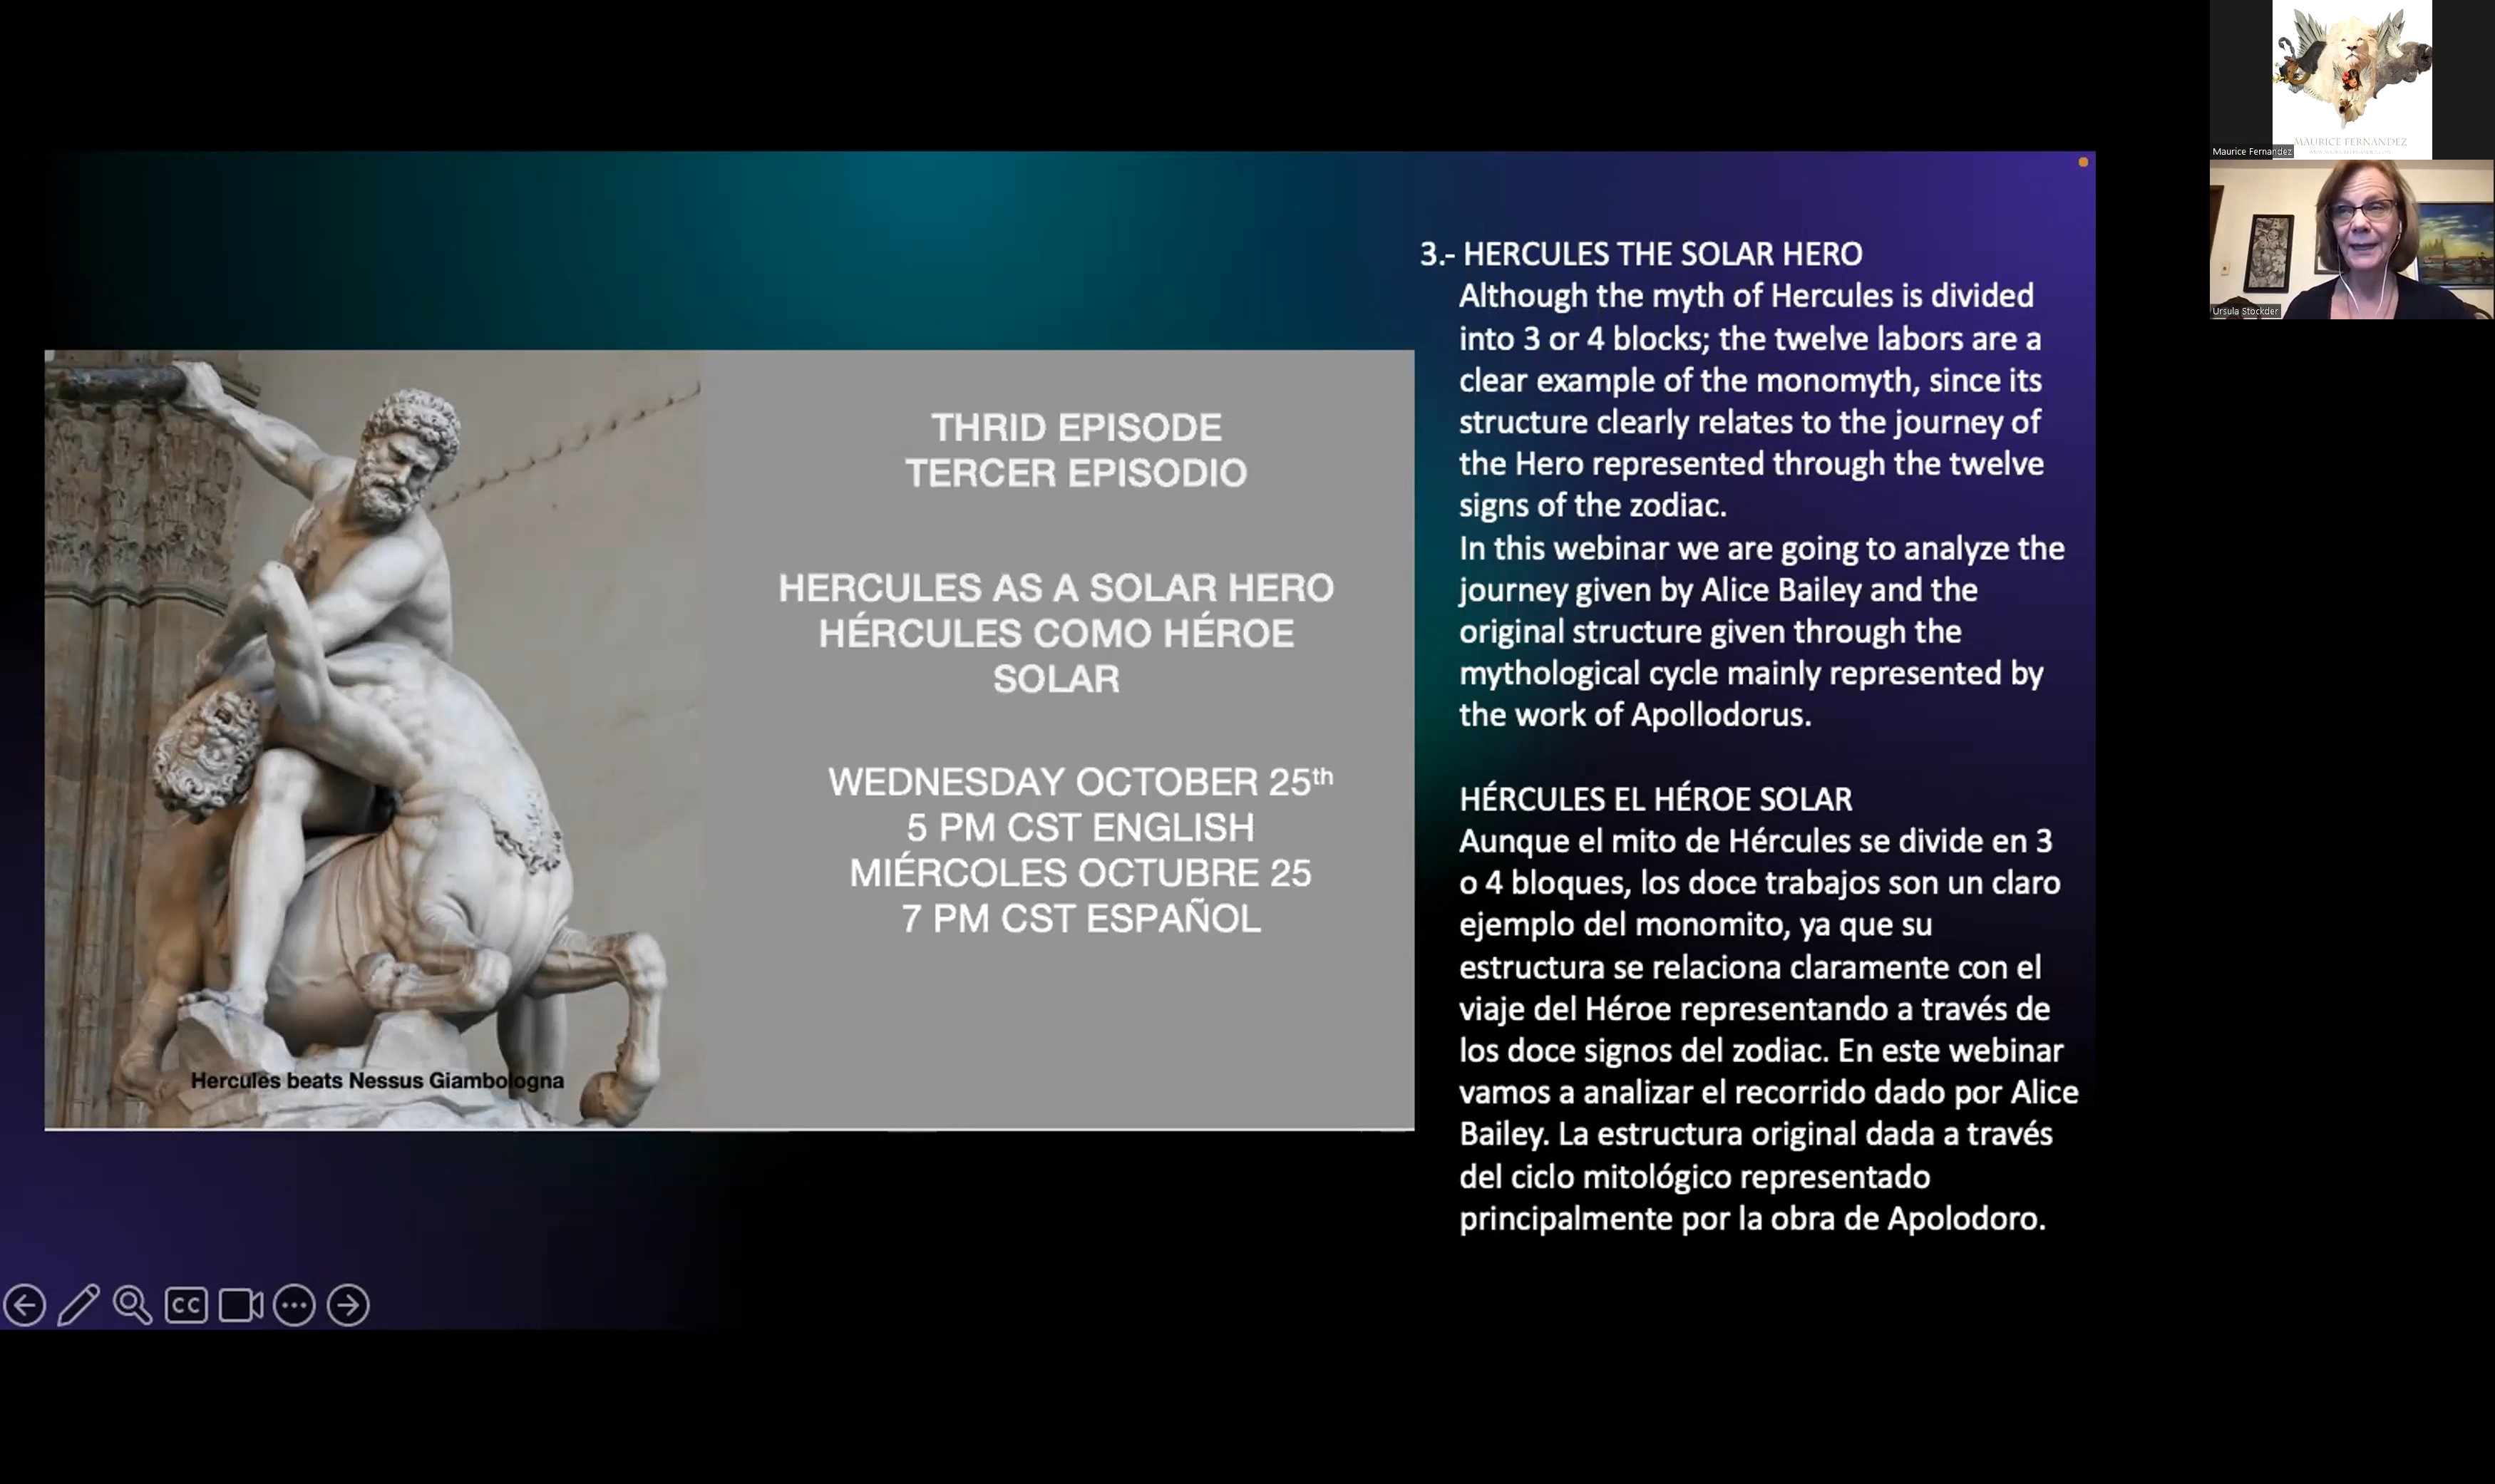 THRID EPISODE
TERCER EPISODIO
HERCULES AS A SOLAR HERO
HÉRCULES COMO HÉROE
SOLAR
WEDNESDAY OCTOBER 25th
5 PM CST ENGLISH
MIÉRCOLES OCTUBRE 25
7 PM CST ESPAÑOL
Hercules beats Nessus Giambologna
3.- HERCULES THE SOLAR HERO
Although the myth of Hercules is divided
into 3 or 4 blocks; the twelve labors are a
clear example of the monomyth, since its
structure clearly relates to the journey of
the Hero represented through the twelve
signs of the zodiac.
In this webinar we are going to analyze the
journey given by Alice Bailey and the
original structure given through the
mythological cycle mainly represented by
the work of Apollodorus.
HÉRCULES EL HÉROE SOLAR
Aunque el mito de Hércules se divide en 3
o 4 bloques, los doce trabajos son un claro
ejemplo del monomito, ya que su
estructura se relaciona claramente con el
viaje del Héroe representando a través de
los doce signos del zodiac. En este webinar
vamos a analizar el recorrido dado por Alice
Bailey. La estructura original dada a través
del ciclo mitológico representado
principalmente por la obra de Apolodoro.
CC
MAURICE FERNANDEZ
Maurice Fernandez
Ursula Stockder